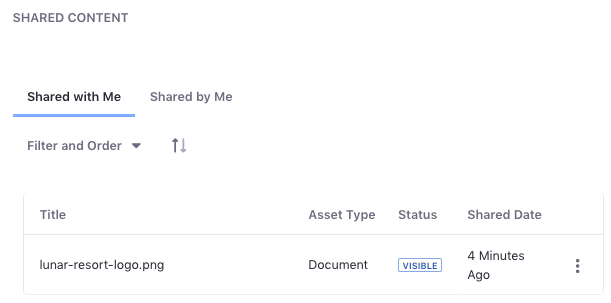 SHARED CONTENT
Shared with Me Shared by Me
Filter and Order
Title Asset Type Status Shared Date
lunar-resort-logo.png Document VISIBLE 4 Minutes
Ago